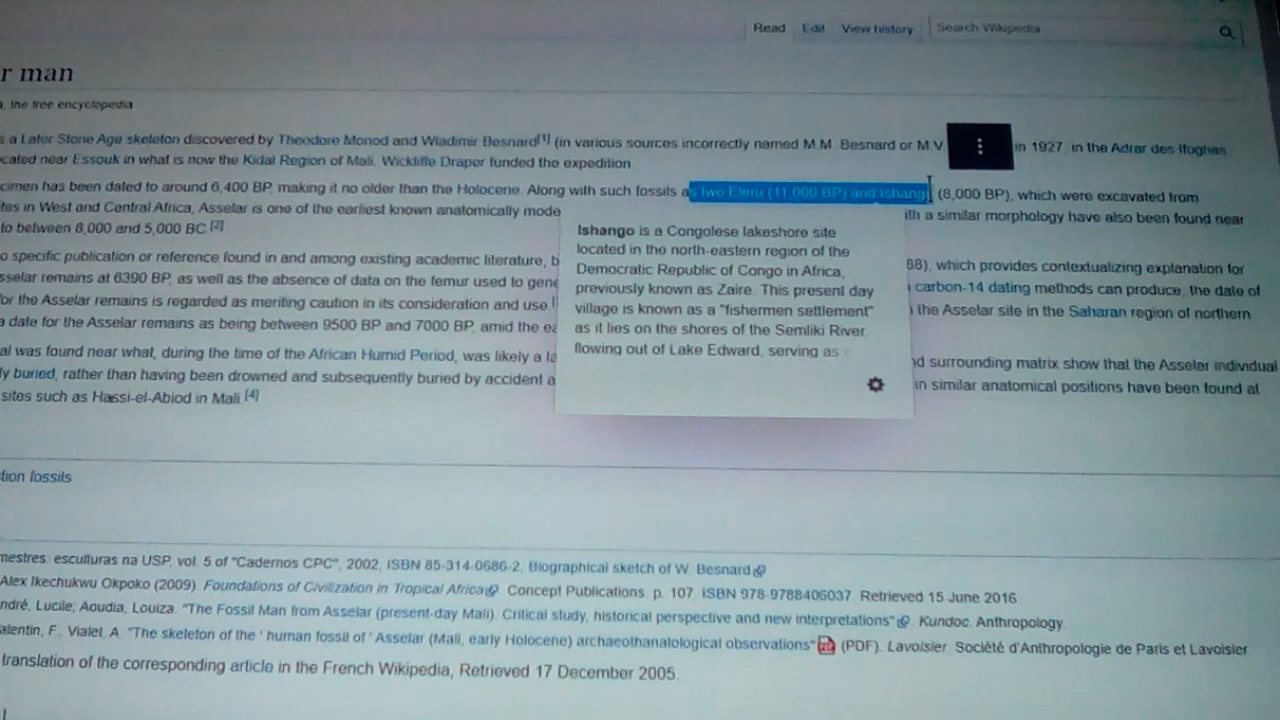 Read Edit View history Search Wikipedia
r man
, the free encyclopedia
s a Later Stone Age skeleton discovered by Theodore Monod and Wladimir Besnard[1] (in various sources incorrectly named M.M. Besnard or M.V. in 1927, in the Adrar des Ifoghas
cated near Essouk in what is now the Kidal Region of Mali. Wickliffe Draper funded the expedition.
cimen has been dated to around 6,400 BP, making it no older than the Holocene. Along with such fossils as Iwo Eleru (11,000 BP) and Ishango (8,000 BP), which were excavated from
ites in West and Central Africa, Asselar is one of the earliest known anatomically mode ith a similar morphology have also been found near
to between 8,000 and 5,000 BC.[2]
o specific publication or reference found in and among existing academic literature, b 68), which provides contextualizing explanation for
sselar remains at 6390 BP, as well as the absence of data on the femur used to gene carbon-14 dating methods can produce, the date of
or the Asselar remains is regarded as meriting caution in its consideration and use.[ the Asselar site in the Saharan region of northern
a date for the Asselar remains as being between 9500 BP and 7000 BP, amid the ea
al was found near what, during the time of the African Humid Period, was likely a la nd surrounding matrix show that the Asselar individual
ly buried, rather than having been drowned and subsequently buried by accident a in similar anatomical positions have been found at
sites such as Hassi-el-Abiod in Mali.[4]
Ishango is a Congolese lakeshore site
located in the north-eastern region of the
Democratic Republic of Congo in Africa,
previously known as Zaire. This present day
village is known as a "fishermen settlement"
as it lies on the shores of the Semliki River,
flowing out of Lake Edward, serving as
tion fossils
mestres: esculturas na USP, vol. 5 of "Cadernos CPC", 2002, ISBN 85-314-0686-2, Biographical sketch of W. Besnard
Alex Ikechukwu Okpoko (2009). Foundations of Civilization in Tropical Africa. Concept Publications. p. 107. ISBN 978-9788406037. Retrieved 15 June 2016.
ndré, Lucile, Aoudia, Louiza. "The Fossil Man from Asselar (present-day Mali). Critical study, historical perspective and new interpretations". Kundoc. Anthropology.
alentin, F., Vialet, A. "The skeleton of the ' human fossil of ' Asselar (Mali, early Holocene) archaeothanatological observations" (PDF). Lavoisier. Société d'Anthropologie de Paris et Lavoisier.
translation of the corresponding article in the French Wikipedia, Retrieved 17 December 2005.